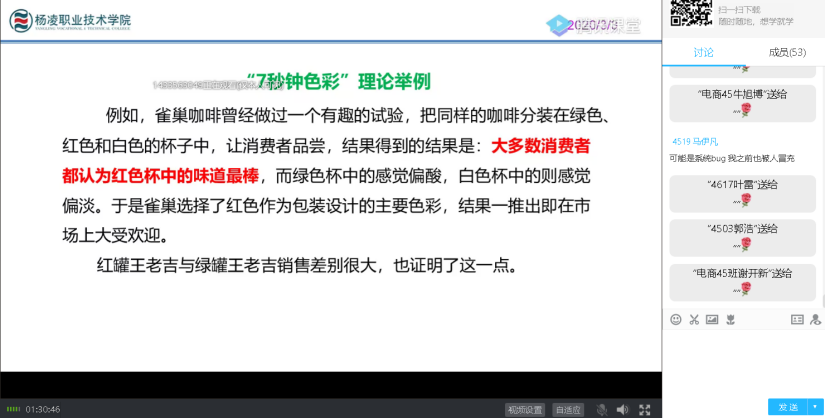 杨凌职业技术学院
YANGLING VOCATIONAL & TECHNICAL COLLEGE
2020/3/3
腾讯课堂
“7秒钟色彩”理论举例
例如，雀巢咖啡曾经做过一个有趣的试验，把同样的咖啡分装在绿色、
红色和白色的杯子中，让消费者品尝，结果得到的结果是：大多数消费者
都认为红色杯中的味道最棒，而绿色杯中的感觉偏酸，白色杯中的则感觉
偏淡。于是雀巢选择了红色作为包装设计的主要色彩，结果一推出即在市
场上大受欢迎。
红罐王老吉与绿罐王老吉销售差别很大，也证明了这一点。
01:30:46
视频设置
自适应
扫一扫下载
随时随地，想学就学
讨论
成员(53)
~~
“电商45牛旭博”送给
~~
4519 马伊凡
可能是系统bug 我之前也被人冒充
“4617叶雷”送给
~~
“4503郭浩”送给
~~
“电商45班谢开新”送给
~~
发送